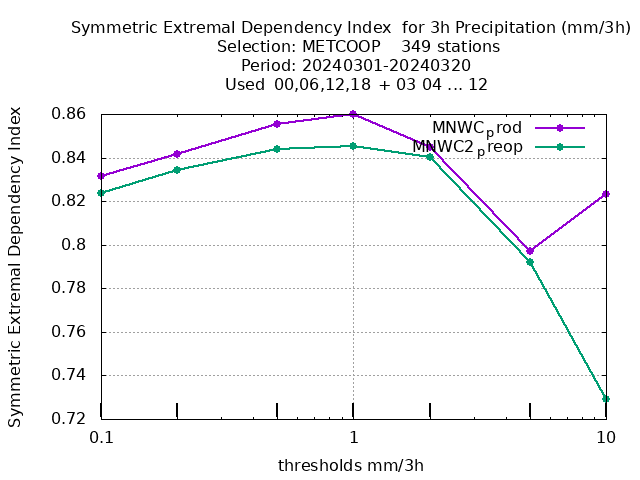 Symmetric Extremal Dependency Index  for 3h Precipitation (mm/3h)
Selection: METCOOP    349 stations
Period: 20240301-20240320
Used  00,06,12,18  + 03 04 ... 12
Symmetric Extremal Dependency Index
0.86
0.84
0.82
0.8
0.78
0.76
0.74
0.72
MNWCprod
MNWC2preop
0.1
1
10
thresholds mm/3h